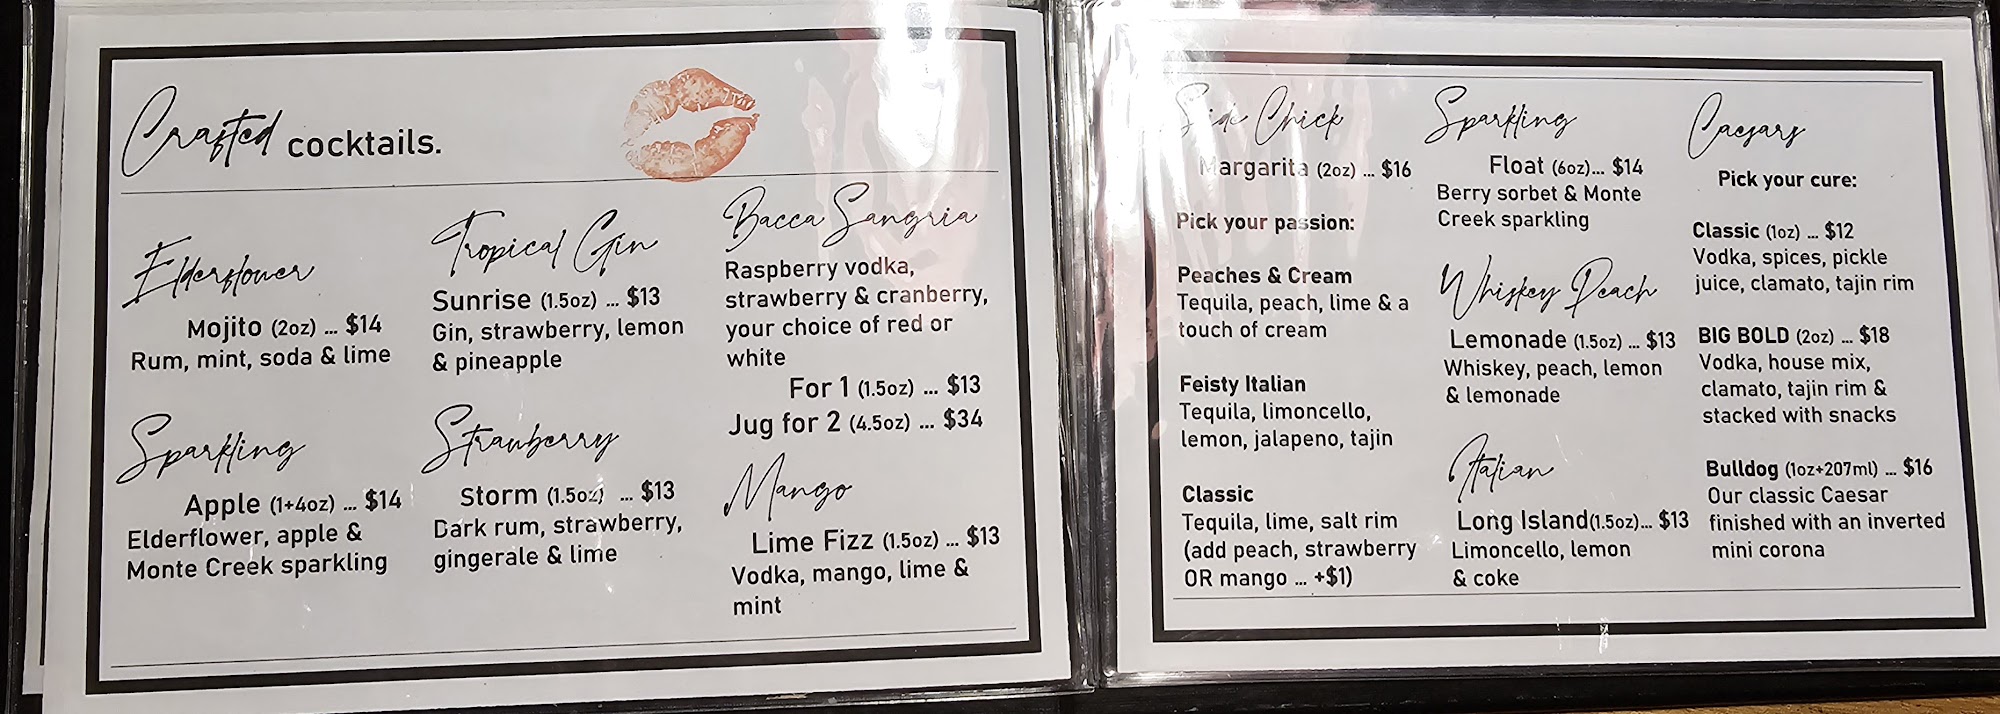 Crafted cocktails.
Elderflower
Mojito (2oz) ... $14
Rum, mint, soda & lime
Sparkling
Apple (1+4oz) ... $14
Elderflower, apple &
Monte Creek sparkling
Tropical Gin
Sunrise (1.5oz) ... $13
Gin, strawberry, lemon
& pineapple
Strawberry
Storm (1.5oz) ... $13
Dark rum, strawberry,
gingerale & lime
Bacca Sangria
Raspberry vodka,
strawberry & cranberry,
your choice of red or
white
For 1 (1.5oz) ... $13
Jug for 2 (4.5oz) ... $34
Mango
Lime Fizz (1.5oz) ... $13
Vodka, mango, lime &
mint
Side Chick
Margarita (2oz) ... $16
Pick your passion:
Peaches & Cream
Tequila, peach, lime & a
touch of cream
Feisty Italian
Tequila, limoncello,
lemon, jalapeno, tajin
Classic
Tequila, lime, salt rim
(add peach, strawberry
OR mango ... +$1)
Sparkling
Float (6oz)... $14
Berry sorbet & Monte
Creek sparkling
Whiskey Peach
Lemonade (1.5oz) ... $13
Whiskey, peach, lemon
& lemonade
Italian
Long Island(1.5oz)... $13
Limoncello, lemon
& coke
Caesars
Pick your cure:
Classic (1oz) ... $12
Vodka, spices, pickle
juice, clamato, tajin rim
BIG BOLD (2oz) ... $18
Vodka, house mix,
clamato, tajin rim &
stacked with snacks
Bulldog (1oz+207ml) ... $16
Our classic Caesar
finished with an inverted
mini corona